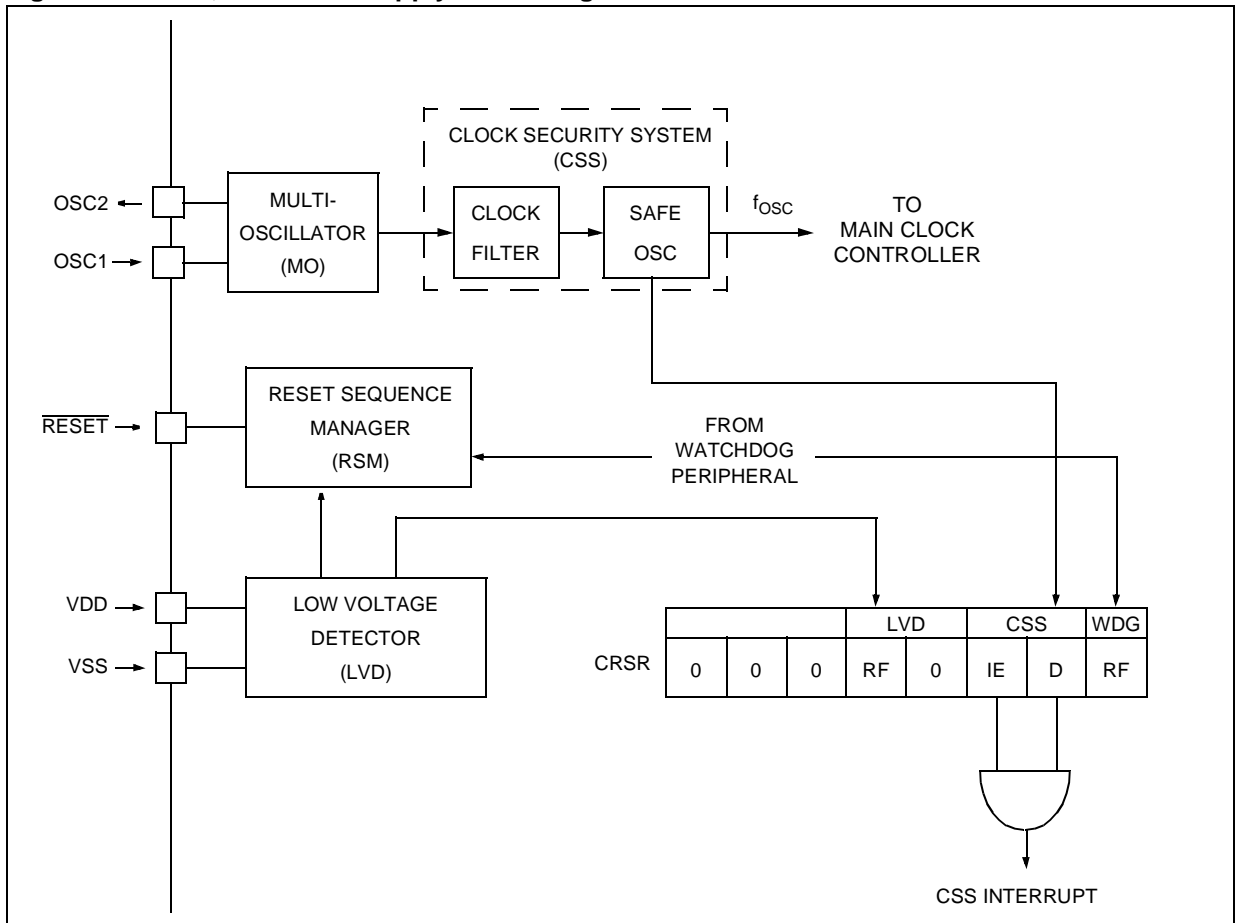 CLOCK SECURITY SYSTEM
(CSS)
OSC2
OSC1
MULTI-
OSCILLATOR
(MO)
CLOCK
FILTER
SAFE
OSC
fOSC
TO
MAIN CLOCK
CONTROLLER
RESET
RESET SEQUENCE
MANAGER
(RSM)
FROM
WATCHDOG
PERIPHERAL
VDD
VSS
LOW VOLTAGE
DETECTOR
(LVD)
LVD CSS WDG
CRSR 0 0 0 RF 0 IE D RF
CSS INTERRUPT